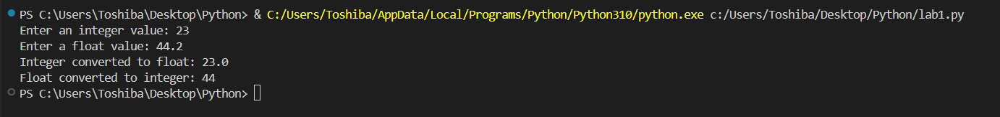 PS C:\Users\Toshiba\Desktop\Python> & C:/Users/Toshiba/AppData/Local/Programs/Python/Python310/python.exe c:/Users/Toshiba/Desktop/Python/lab1.py
Enter an integer value: 23
Enter a float value: 44.2
Integer converted to float: 23.0
Float converted to integer: 44
PS C:\Users\Toshiba\Desktop\Python>